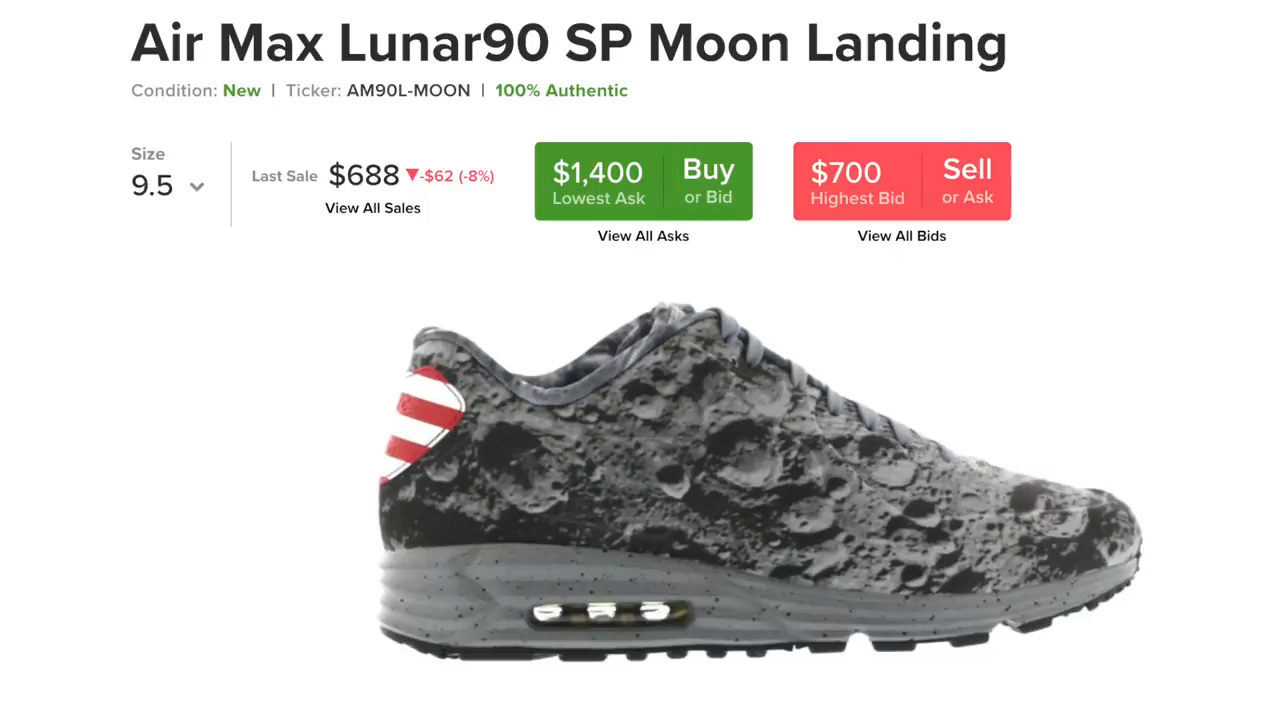 Air Max Lunar90 SP Moon Landing
Condition: New | Ticker: AM90L-MOON | 100% Authentic
Size
9.5
Last Sale $688 ▼-$62 (-8%)
View All Sales
$1,400 Buy
Lowest Ask or Bid
View All Asks
$700 Sell
Highest Bid or Ask
View All Bids